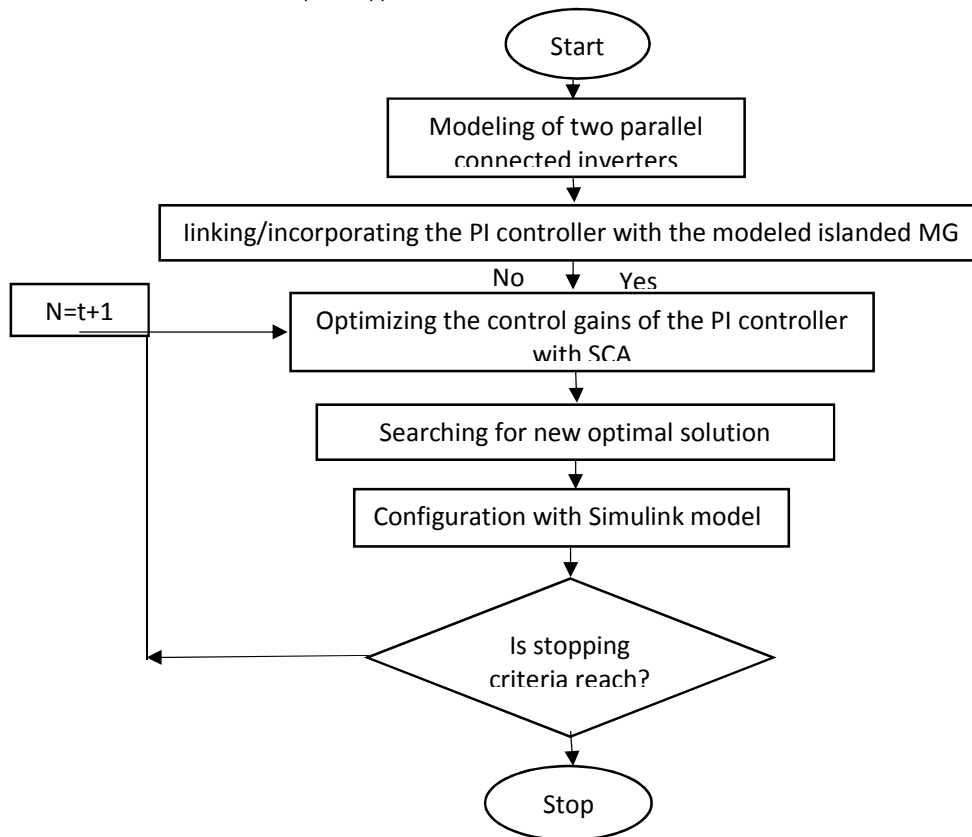 Start
Modeling of two parallel
connected inverters
Iinking/incorporating the PI controller with the modeled islanded MG
No Yes
N=t+1
Optimizing the control gains of the PI controller
with SCA
Searching for new optimal solution
Configuration with Simulink model
Is stopping
criteria reach?
Stop